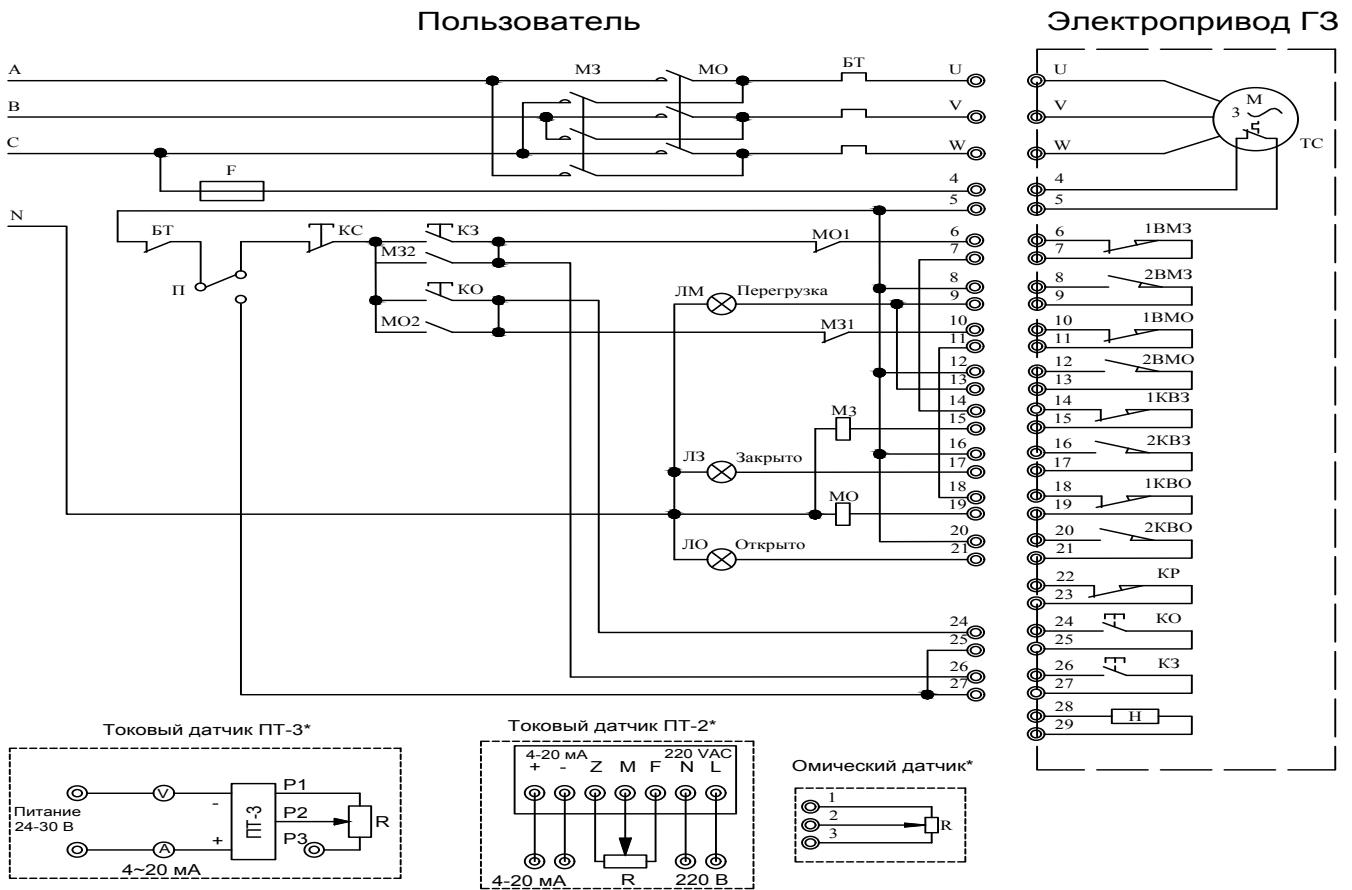 Пользователь
Электропривод ГЗ
A
МЗ
МО
БТ
U
U
B
V
V
M
3
C
W
W
ТС
F
4
4
5
5
N
БТ
КС
КЗ
МО1
6
6
1ВМЗ
МЗ2
7
7
П
КО
ЛМ
Перегрузка
8
8
2ВМЗ
9
9
МО2
МЗ1
10
10
1ВМО
11
11
12
12
2ВМО
13
13
14
14
1КВЗ
МЗ
15
15
16
16
2КВЗ
ЛЗ
Закрыто
17
17
18
18
1КВО
МО
19
19
20
20
2КВО
ЛО
Открыто
21
21
22
КР
23
24
24
КО
25
25
26
26
КЗ
27
27
28
Н
29
Токовый датчик ПТ-3*
P1
V
-
Питание
24-30 В
ПТ-3
P2
R
A
+
P3
4~20 мА
Токовый датчик ПТ-2*
4-20 мА
220 VAC
+ - Z M F N L
4-20 мА
R
220 В
Омический датчик*
1
2
R
3